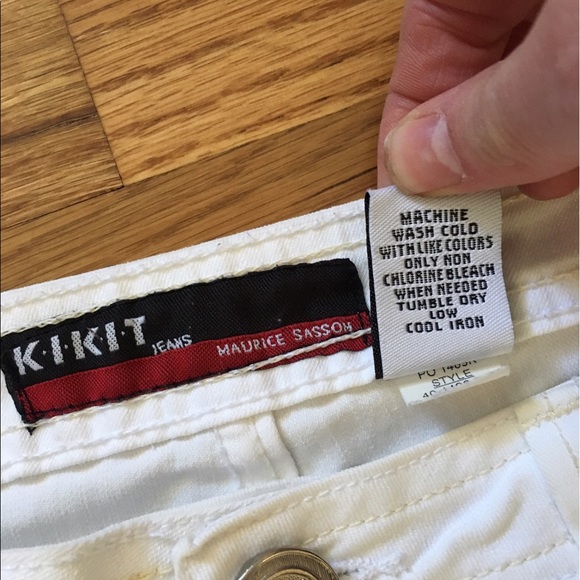 K·I·K·I·T
JEANS MAURICE SASSON
MACHINE
WASH COLD
WITH LIKE COLORS
ONLY NON
CHLORINE BLEACH
WHEN NEEDED
TUMBLE DRY
LOW
COOL IRON
STYLE